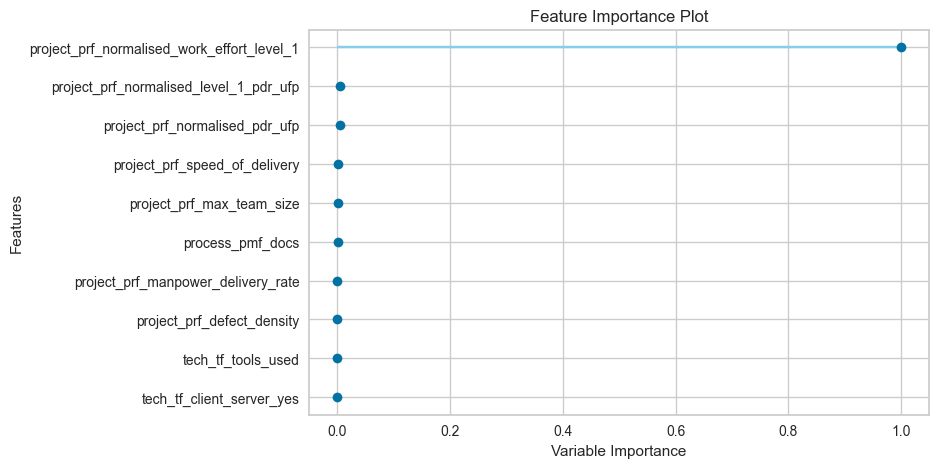 Feature Importance Plot
project_prf_normalised_work_effort_level_1
project_prf_normalised_level_1_pdr_ufp
project_prf_normalised_pdr_ufp
project_prf_speed_of_delivery
project_prf_max_team_size
process_pmf_docs
project_prf_manpower_delivery_rate
project_prf_defect_density
tech_tf_tools_used
tech_tf_client_server_yes
Features
0.0 0.2 0.4 0.6 0.8 1.0
Variable Importance